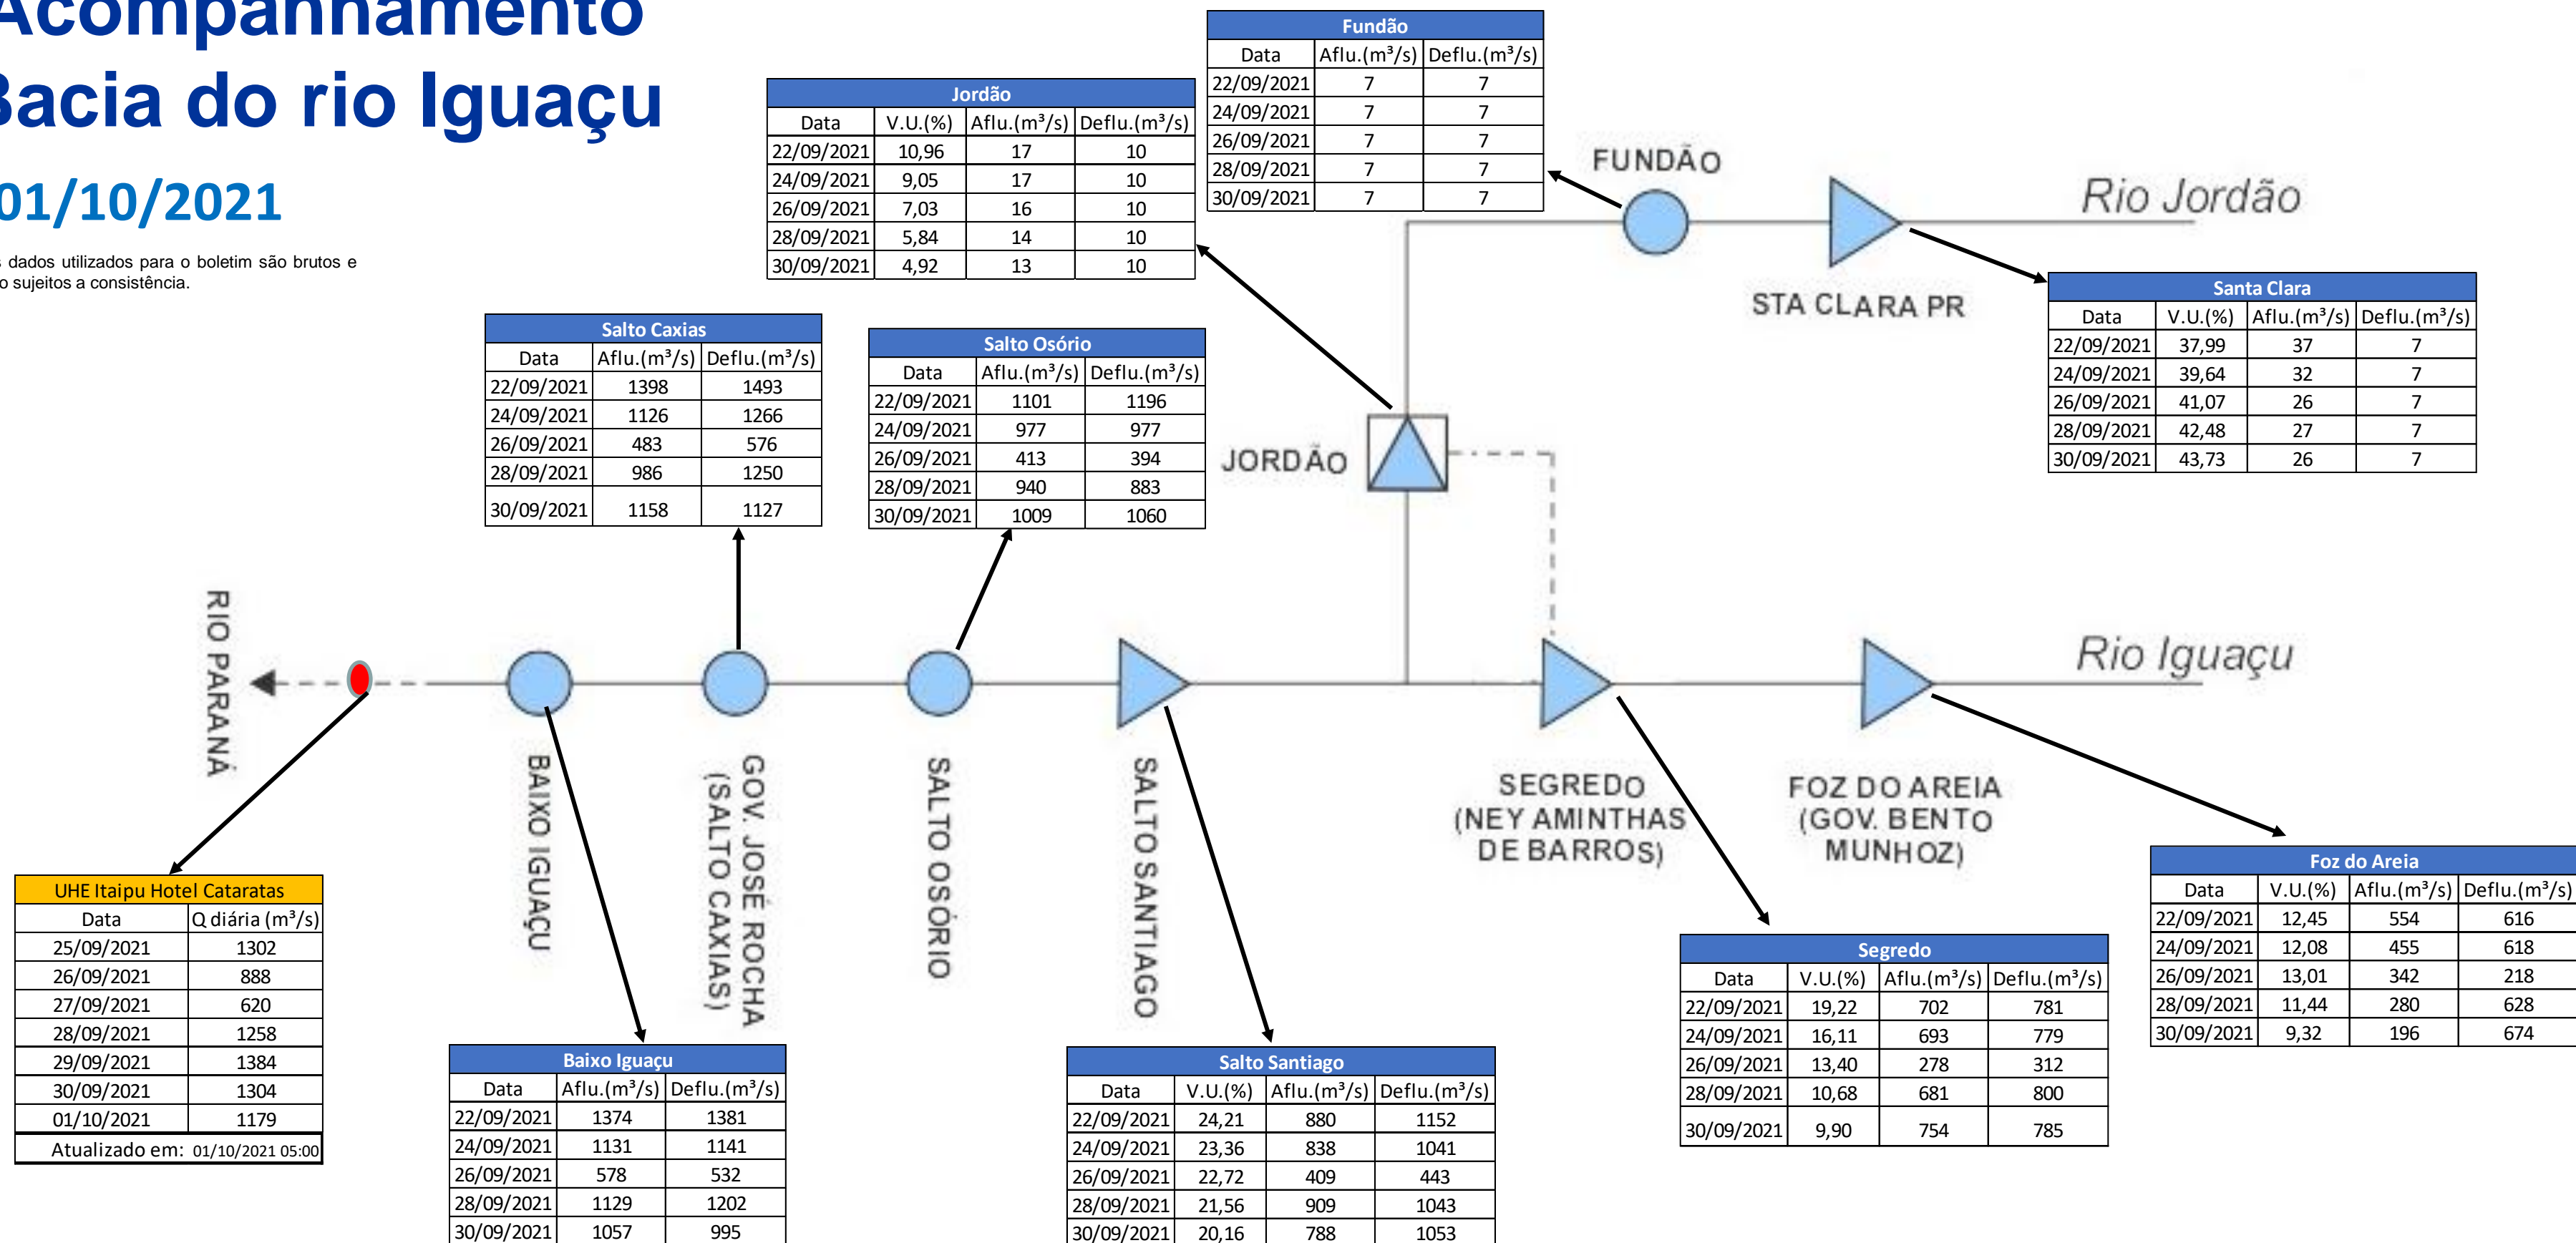 Acompanhamento
Bacia do rio Iguaçu
01/10/2021
s dados utilizados para o boletim são brutos e
o sujeitos a consistência.
Fundão
Data Aflu.(m³/s) Deflu.(m³/s)
22/09/2021 7 7
24/09/2021 7 7
26/09/2021 7 7
28/09/2021 7 7
30/09/2021 7 7
Jordão
Data V.U.(%) Aflu.(m³/s) Deflu.(m³/s)
22/09/2021 10,96 17 10
24/09/2021 9,05 17 10
26/09/2021 7,03 16 10
28/09/2021 5,84 14 10
30/09/2021 4,92 13 10
FUNDÃO
Rio Jordão
STA CLARA PR
Santa Clara
Data V.U.(%) Aflu.(m³/s) Deflu.(m³/s)
22/09/2021 37,99 37 7
24/09/2021 39,64 32 7
26/09/2021 41,07 26 7
28/09/2021 42,48 27 7
30/09/2021 43,73 26 7
Salto Caxias
Data Aflu.(m³/s) Deflu.(m³/s)
22/09/2021 1398 1493
24/09/2021 1126 1266
26/09/2021 483 576
28/09/2021 986 1250
30/09/2021 1158 1127
Salto Osório
Data Aflu.(m³/s) Deflu.(m³/s)
22/09/2021 1101 1196
24/09/2021 977 977
26/09/2021 413 394
28/09/2021 940 883
30/09/2021 1009 1060
JORDÃO
RIO PARANÁ
Rio Iguaçu
BAIXO IGUAÇU
GOV. JOSÉ ROCHA
(SALTO CAXIAS)
SALTO OSÓRIO
SALTO SANTIAGO
SEGREDO
(NEY AMINTHAS
DE BARROS)
FOZ DO AREIA
(GOV. BENTO
MUNHOZ)
UHE Itaipu Hotel Cataratas
Data Q diária (m³/s)
25/09/2021 1302
26/09/2021 888
27/09/2021 620
28/09/2021 1258
29/09/2021 1384
30/09/2021 1304
01/10/2021 1179
Atualizado em: 01/10/2021 05:00
Baixo Iguaçu
Data Aflu.(m³/s) Deflu.(m³/s)
22/09/2021 1374 1381
24/09/2021 1131 1141
26/09/2021 578 532
28/09/2021 1129 1202
30/09/2021 1057 995
Salto Santiago
Data V.U.(%) Aflu.(m³/s) Deflu.(m³/s)
22/09/2021 24,21 880 1152
24/09/2021 23,36 838 1041
26/09/2021 22,72 409 443
28/09/2021 21,56 909 1043
30/09/2021 20,16 788 1053
Segredo
Data V.U.(%) Aflu.(m³/s) Deflu.(m³/s)
22/09/2021 19,22 702 781
24/09/2021 16,11 693 779
26/09/2021 13,40 278 312
28/09/2021 10,68 681 800
30/09/2021 9,90 754 785
Foz do Areia
Data V.U.(%) Aflu.(m³/s) Deflu.(m³/s)
22/09/2021 12,45 554 616
24/09/2021 12,08 455 618
26/09/2021 13,01 342 218
28/09/2021 11,44 280 628
30/09/2021 9,32 196 674